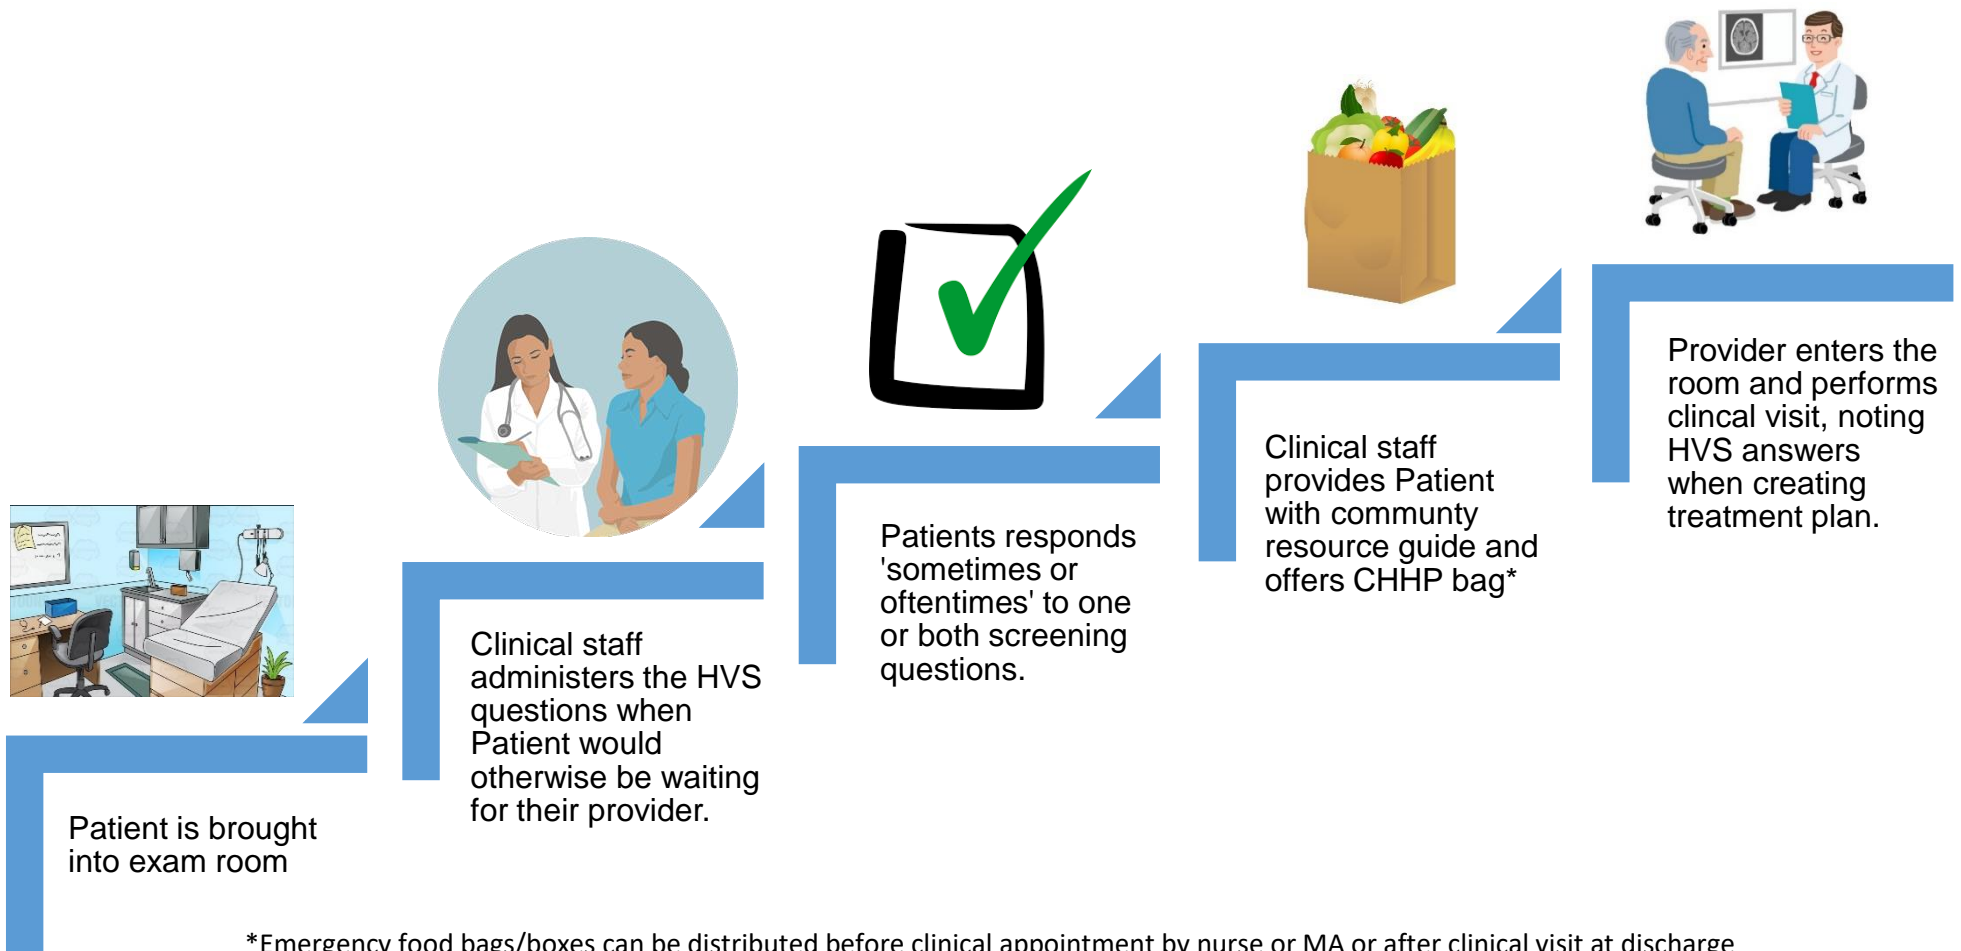 Patient is brought
into exam room
Clinical staff
administers the HVS
questions when
Patient would
otherwise be waiting
for their provider.
Patients responds
'sometimes or
oftentimes' to one
or both screening
questions.
Clinical staff
provides Patient
with communty
resource guide and
offers CHHP bag*
Provider enters the
room and performs
clincal visit, noting
HVS answers
when creating
treatment plan.
*Emergency food bags/boxes can be distributed before clinical appointment by nurse or MA or after clinical visit at discharge